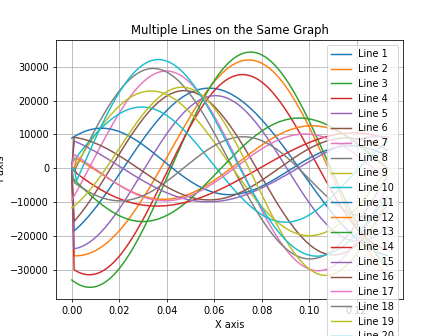 Multiple Lines on the Same Graph
30000
20000
10000
0
−10000
−20000
−30000
axis
0.00
0.02
0.04
0.06
0.08
0.10
X axis
Line 1
Line 2
Line 3
Line 4
Line 5
Line 6
Line 7
Line 8
Line 9
Line 10
Line 11
Line 12
Line 13
Line 14
Line 15
Line 16
Line 17
Line 18
Line 19
Line 20